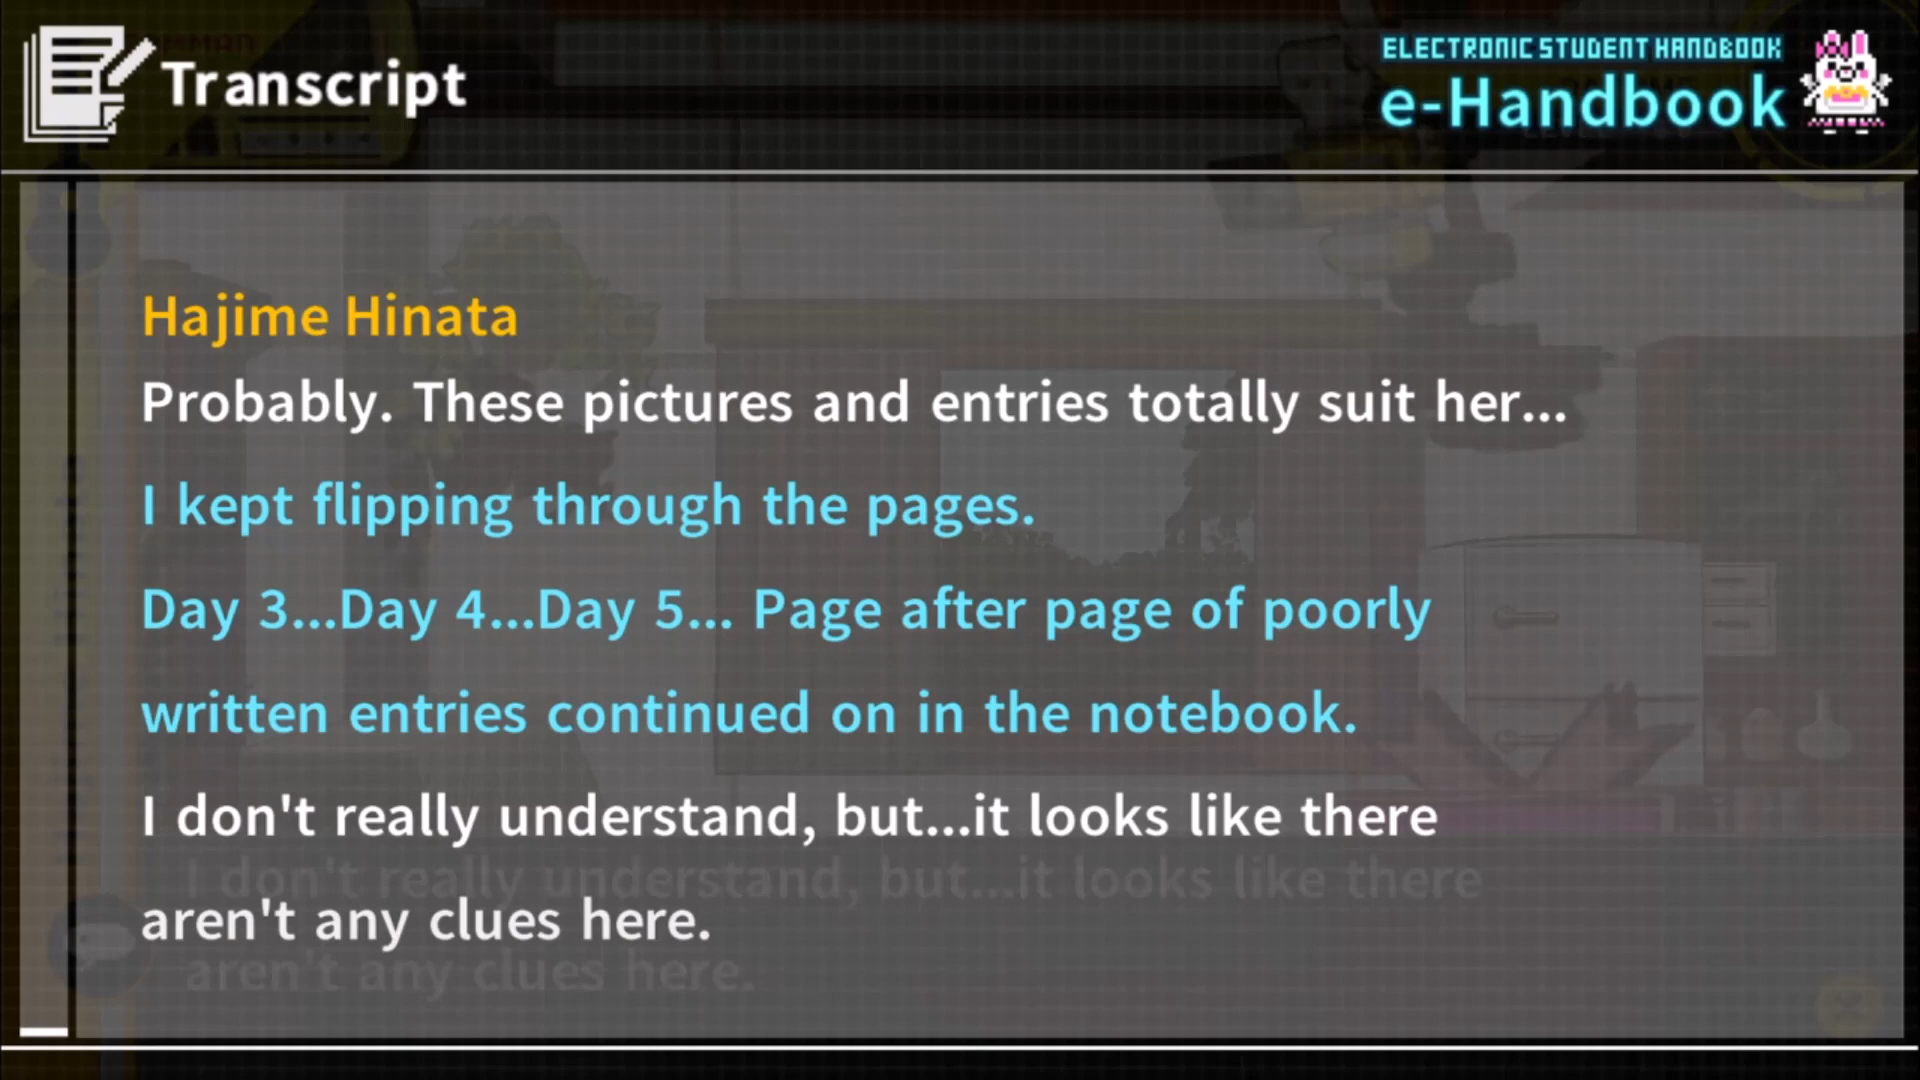 Transcript
ELECTRONIC STUDENT HANDBOOK
e-Handbook
Hajime Hinata
Probably. These pictures and entries totally suit her...
I kept flipping through the pages.
Day 3...Day 4...Day 5... Page after page of poorly
written entries continued on in the notebook.
I don't really understand, but...it looks like there
aren't any clues here.
I don't really understand, but...it looks like there
aren't any clues here.